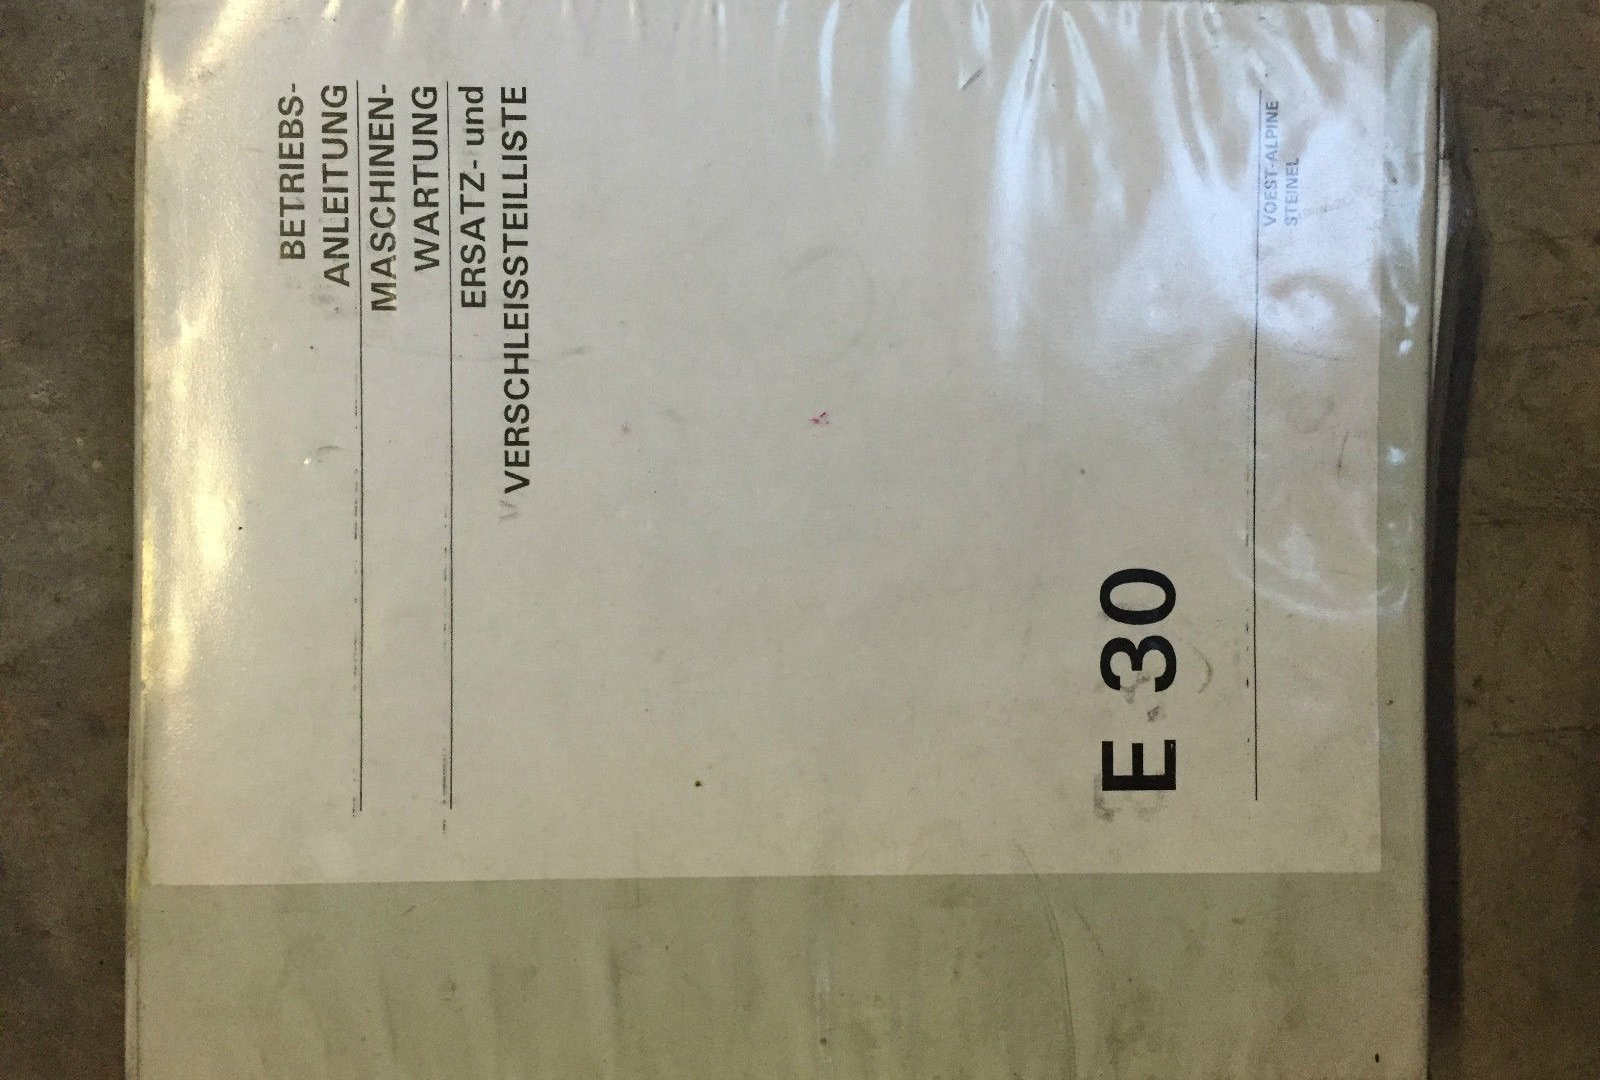 BETRIEBS-
ANLEITUNG
MASCHINEN-
WARTUNG
ERSATZ- und
VERSCHLEISSTEILLISTE
E 30
VOEST-ALPINE
STEINEL